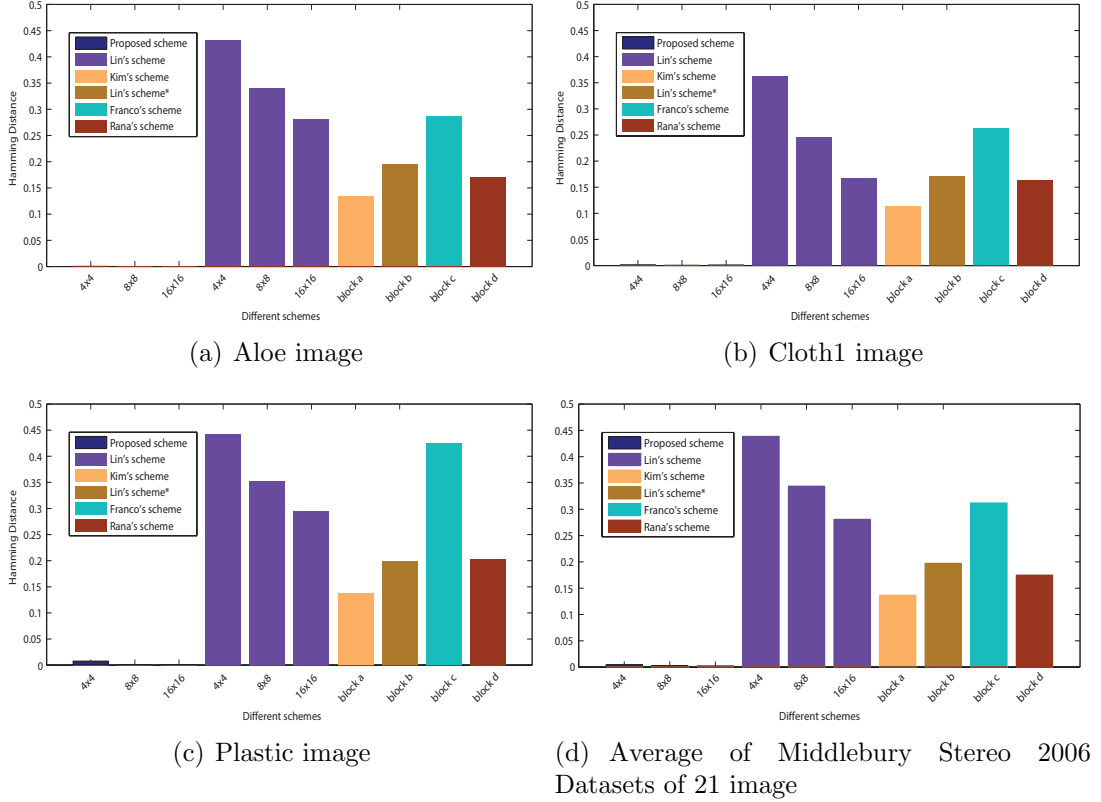 0.5
0.45
0.4
0.35
0.3
0.25
0.2
0.15
0.1
0.05
0
Hamming Distance
Proposed scheme
Lin's scheme
Kim's scheme
Lin's scheme*
Franco's scheme
Rana's scheme
4x4
8x8
16x16
4x4
8x8
16x16
block a
block b
block c
block d
Different schemes
(a) Aloe image
0.5
0.45
0.4
0.35
0.3
0.25
0.2
0.15
0.1
0.05
0
Hamming Distance
Proposed scheme
Lin's scheme
Kim's scheme
Lin's scheme*
Franco's scheme
Rana's scheme
4x4
8x8
16x16
4x4
8x8
16x16
block a
block b
block c
block d
Different schemes
(b) Cloth1 image
0.5
0.45
0.4
0.35
0.3
0.25
0.2
0.15
0.1
0.05
0
Hamming Distance
Proposed scheme
Lin's scheme
Kim's scheme
Lin's scheme*
Franco's scheme
Rana's scheme
4x4
8x8
16x16
4x4
8x8
16x16
block a
block b
block c
block d
Different schemes
(c) Plastic image
0.5
0.45
0.4
0.35
0.3
0.25
0.2
0.15
0.1
0.05
0
Hamming Distance
Proposed scheme
Lin's scheme
Kim's scheme
Lin's scheme*
Franco's scheme
Rana's scheme
4x4
8x8
16x16
4x4
8x8
16x16
block a
block b
block c
block d
Different schemes
(d) Average of Middlebury Stereo 2006
Datasets of 21 image